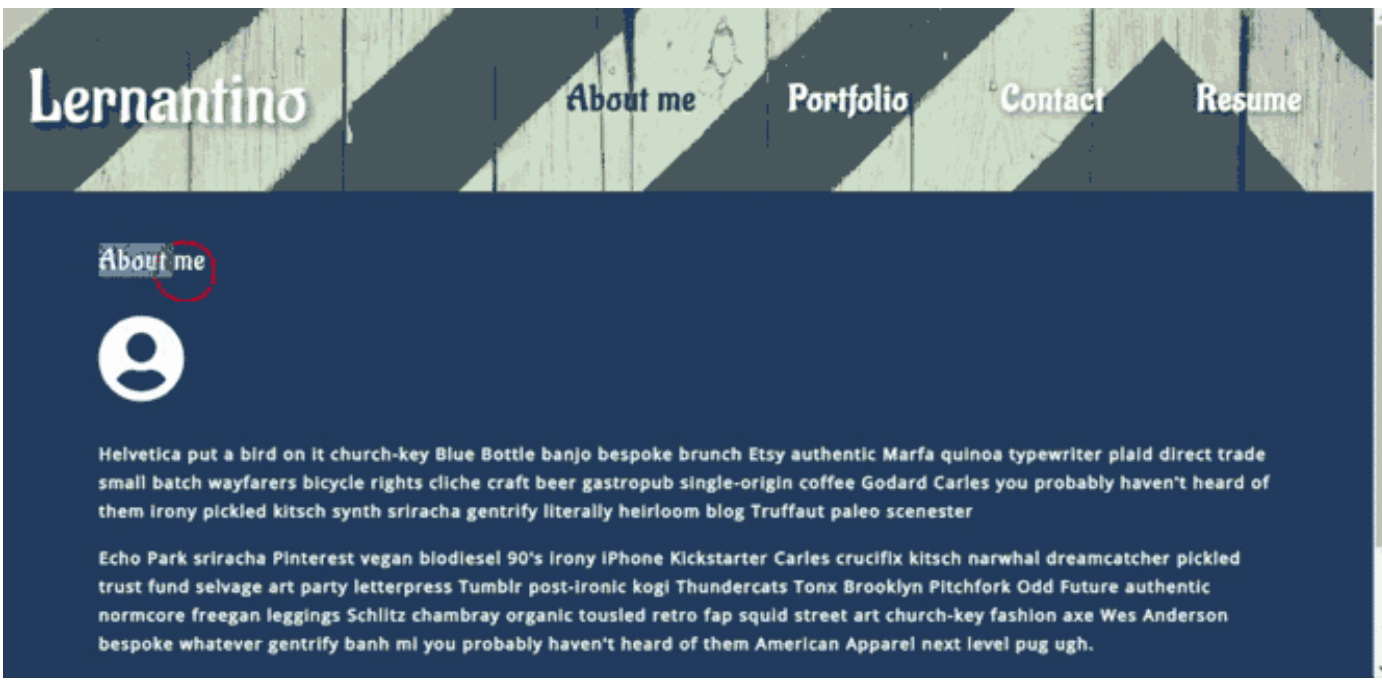 Lernantino
About me Portfolio Contact Resume
About me
Helvetica put a bird on it church-key Blue Bottle banjo bespoke brunch Etsy authentic Marfa quinoa typewriter plaid direct trade
small batch wayfarers bicycle rights cliche craft beer gastropub single-origin coffee Godard Carles you probably haven't heard of
them irony pickled kitsch synth sriracha gentrify literally heirloom blog Truffaut paleo scenester
Echo Park sriracha Pinterest vegan biodiesel 90's irony iPhone Kickstarter Carles crucifix kitsch narwhal dreamcatcher pickled
trust fund selvage art party letterpress Tumblr post-ironic kogi Thundercats Tonx Brooklyn Pitchfork Odd Future authentic
normcore freegan leggings Schlitz chambray organic tousled retro fap squid street art church-key fashion axe Wes Anderson
bespoke whatever gentrify banh mi you probably haven't heard of them American Apparel next level pug ugh.